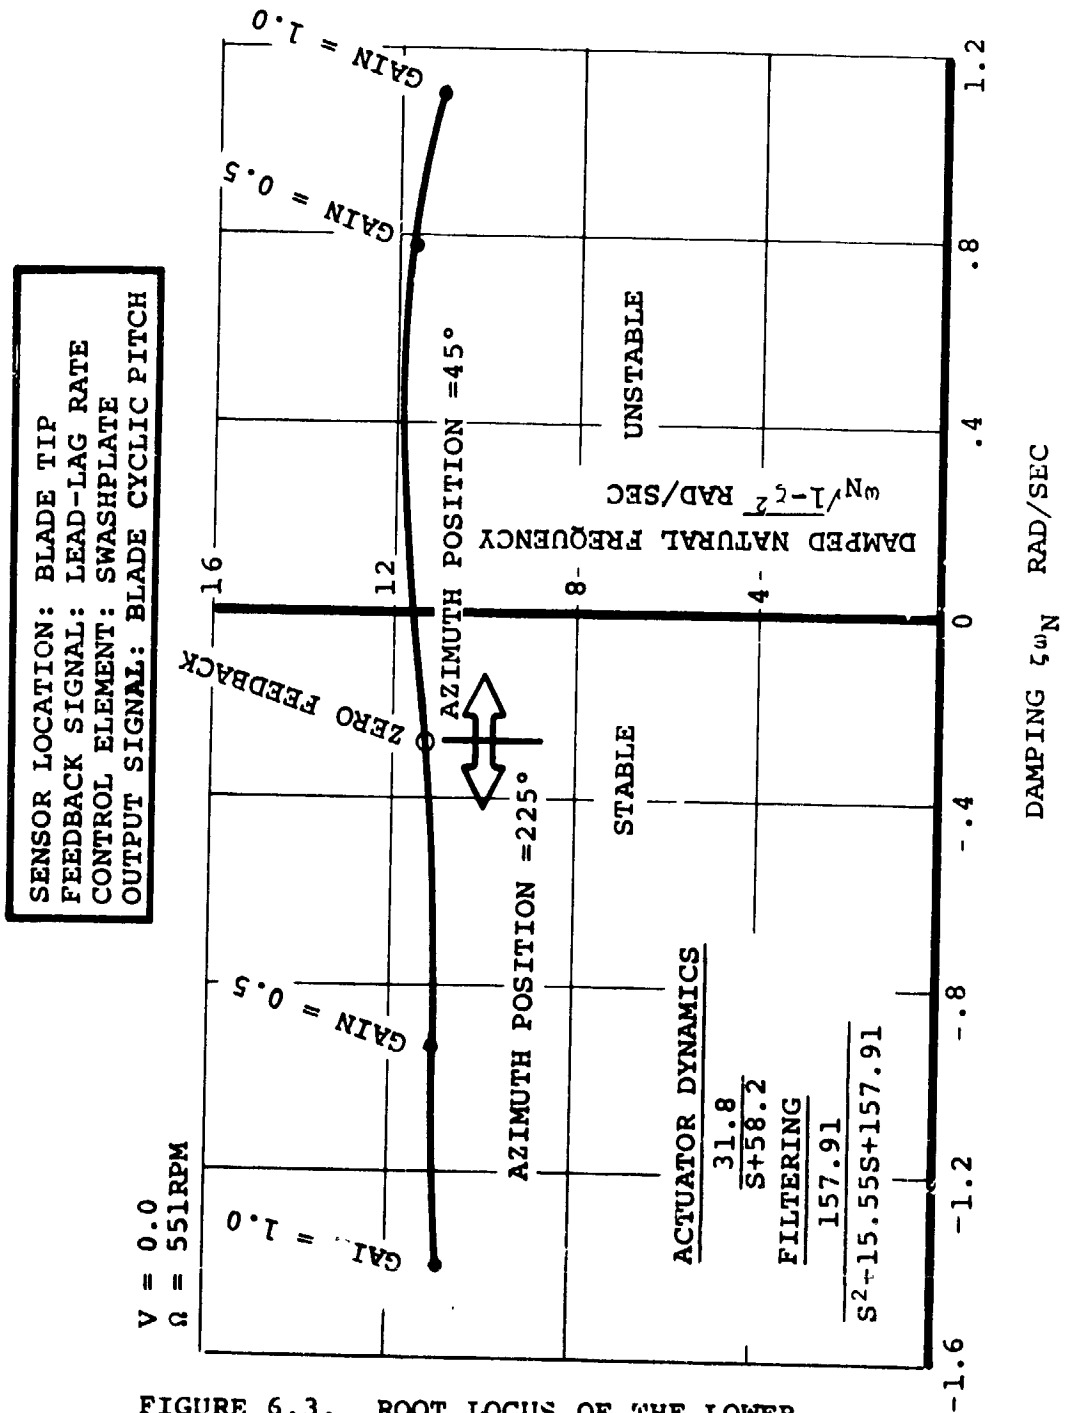 SENSOR LOCATION: BLADE TIP
FEEDBACK SIGNAL: LEAD-LAG RATE
CONTROL ELEMENT: SWASHPLATE
OUTPUT SIGNAL: BLADE CYCLIC PITCH
V = 0.0
Ω = 551RPM
GAI = 1.0
GAIN = 0.5
ZERO FEEDBACK
GAIN = 0.5
GAIN = 1.0
16
12
8
4
AZIMUTH POSITION =45°
AZIMUTH POSITION =225°
DAMPED NATURAL FREQUENCY
ωN√1-ζ² RAD/SEC
STABLE
UNSTABLE
ACTUATOR DYNAMICS
31.8
S+58.2
FILTERING
157.91
S²+15.55S+157.91
-1.6
-1.2
-.8
-.4
0
.4
.8
1.2
DAMPING ζωN RAD/SEC
FIGURE 6.3. ROOT LOCUS OF THE LOWER